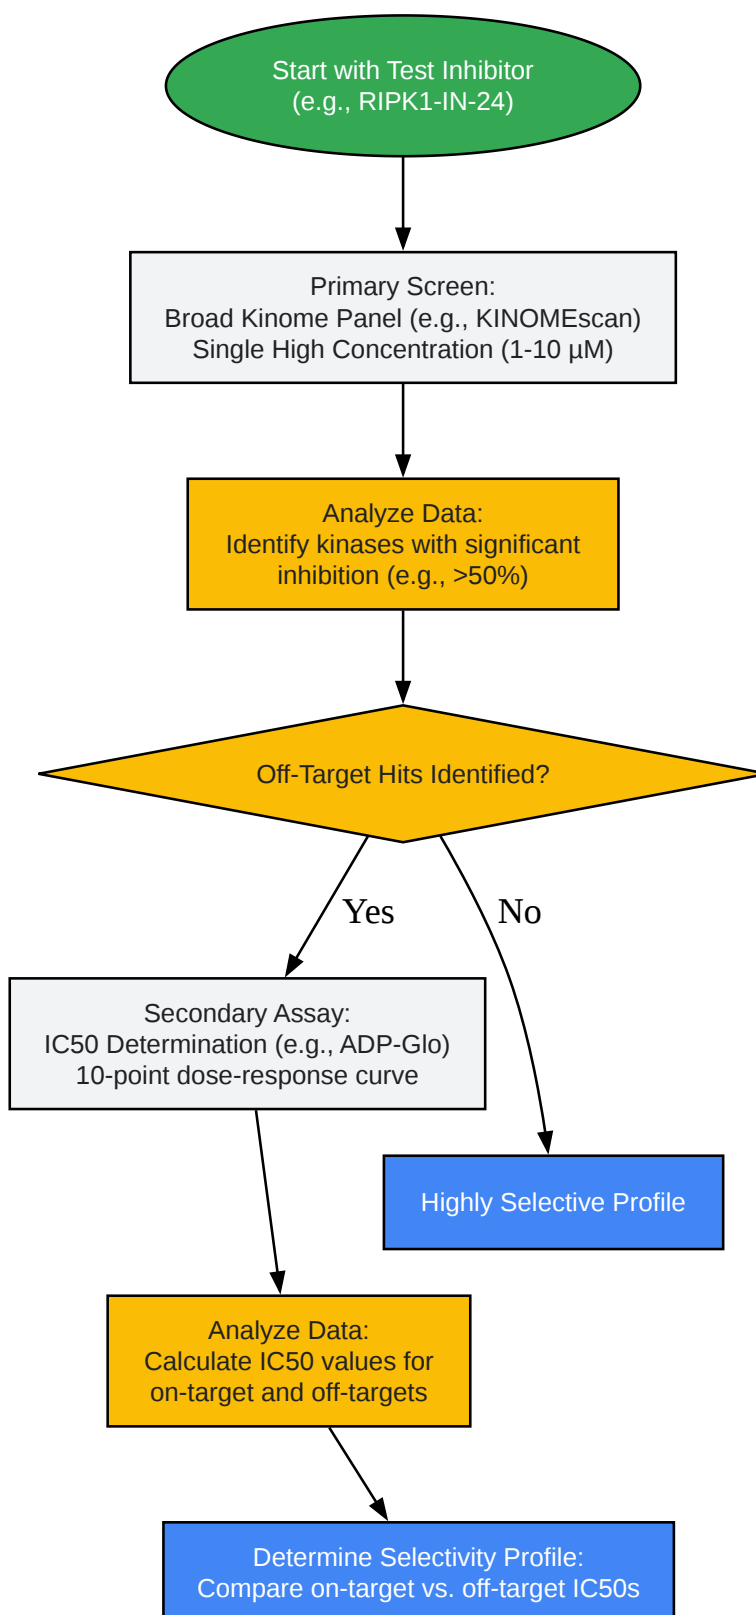 Start with Test Inhibitor
(e.g., RIPK1-IN-24)
Primary Screen:
Broad Kinome Panel (e.g., KINOMEscan)
Single High Concentration (1-10 µM)
Analyze Data:
Identify kinases with significant
inhibition (e.g., >50%)
Off-Target Hits Identified?
Yes
No
Secondary Assay:
IC50 Determination (e.g., ADP-Glo)
10-point dose-response curve
Highly Selective Profile
Analyze Data:
Calculate IC50 values for
on-target and off-targets
Determine Selectivity Profile:
Compare on-target vs. off-target IC50s